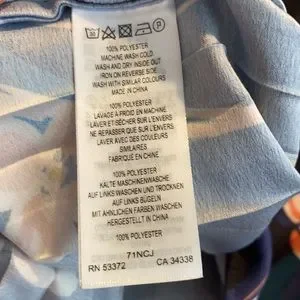 100% POLYESTER
MACHINE WASH COLD
WASH AND DRY INSIDE OUT
IRON ON REVERSE SIDE
WASH WITH SIMILAR COLOURS
MADE IN CHINA
100% POLYESTER
LAVAGE A FROID EN MACHINE
LAVER ET SÉCHER SUR L'ENVERS
NE REPASSER QUE SUR L'ENVERS
LAVER AVEC DES COULEURS
SIMILAIRES
FABRIQUÉ EN CHINE
100% POLYESTER
KALTE MASCHINENWÄSCHE
AUF LINKS WASCHEN UND TROCKNEN
AUF LINKS BÜGELN
MIT ÄHNLICHEN FARBEN WASCHEN
HERGESTELLT IN CHINA
100% POLYESTER
71NCJ
RN 53372 CA 34338